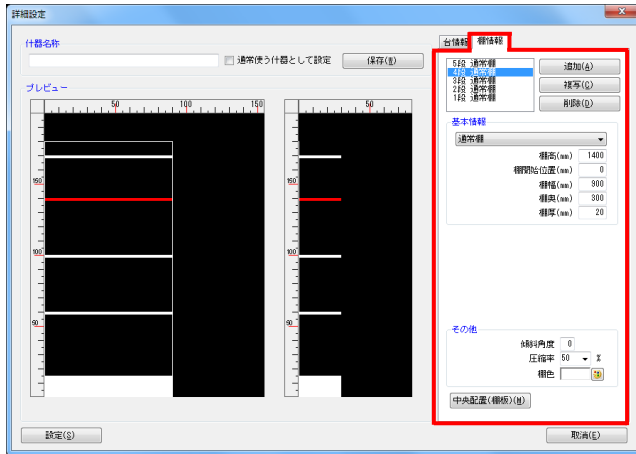 詳細設定
什器名称
通常使う什器として設定
保存(W)
プレビュー
50
100
150
50
150
100
50
150
100
50
台情報
棚情報
5段 通常棚
4段 通常棚
3段 通常棚
2段 通常棚
1段 通常棚
追加(A)
複写(C)
削除(D)
基本情報
通常棚
棚高(mm) 1400
棚開始位置(mm) 0
棚幅(mm) 900
棚奥(mm) 300
棚厚(mm) 20
その他
傾斜角度 0
圧縮率 50 %
棚色
中央配置(棚板)(M)
設定(S)
取消(E)